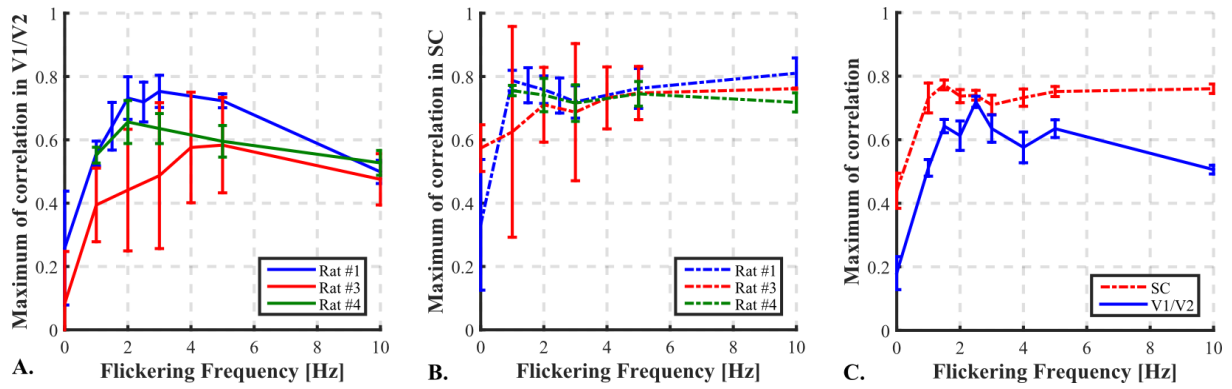 Maximum of correlation in V1/V2
1
0.8
0.6
0.4
0.2
0
0 2 4 6 8 10
Flickering Frequency [Hz]
Rat #1
Rat #3
Rat #4
A.
Maximum of correlation in SC
1
0.8
0.6
0.4
0.2
0
0 2 4 6 8 10
Flickering Frequency [Hz]
Rat #1
Rat #3
Rat #4
B.
Maximum of correlation
1
0.8
0.6
0.4
0.2
0
0 2 4 6 8 10
Flickering Frequency [Hz]
SC
V1/V2
C.